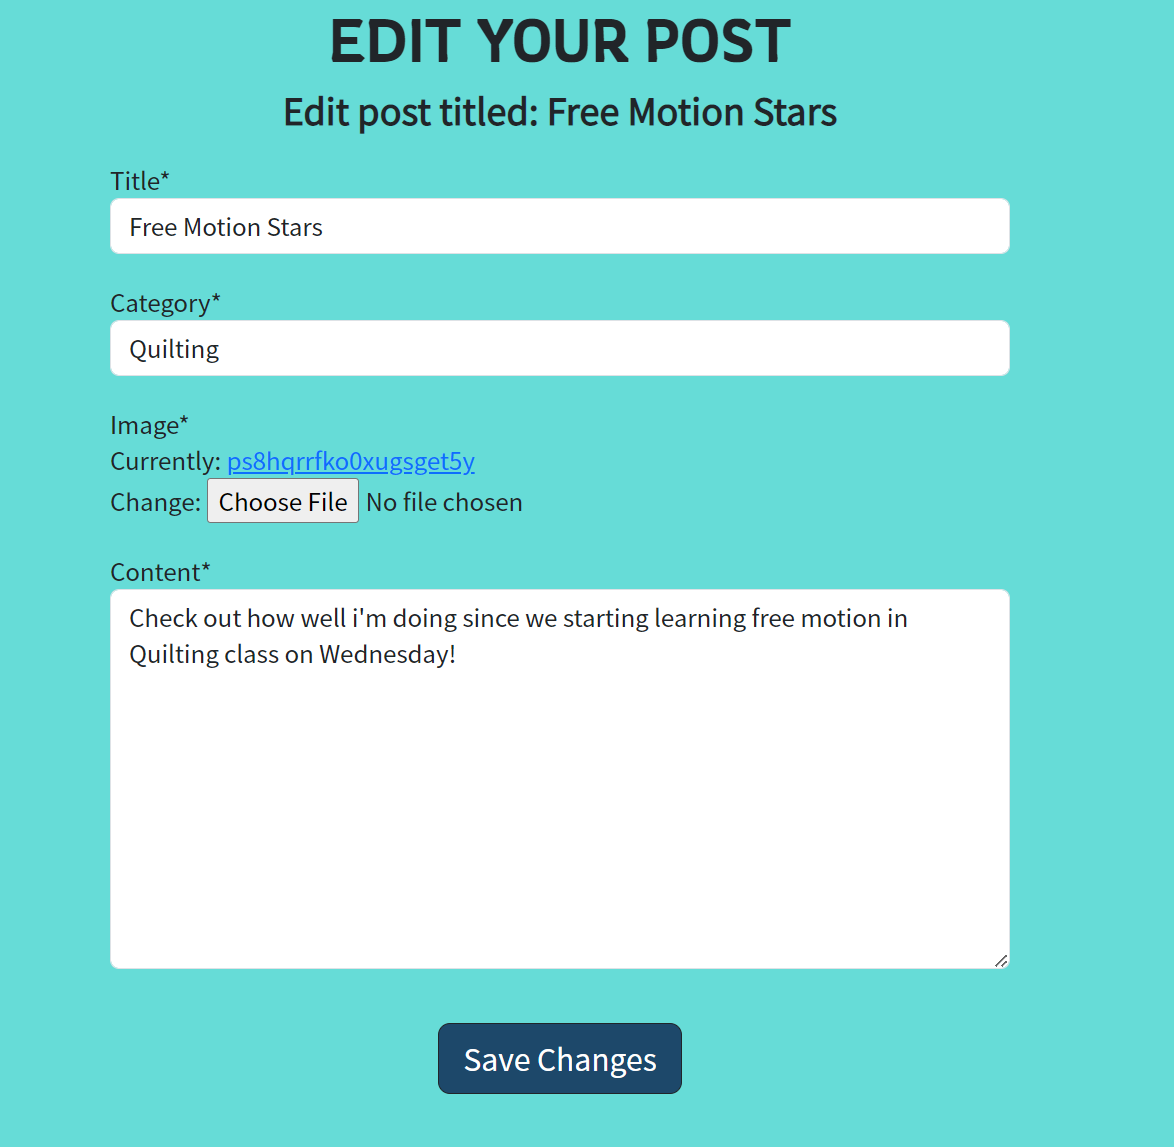 EDIT YOUR POST
Edit post titled: Free Motion Stars
Title*
Free Motion Stars
Category*
Quilting
Image*
Currently: ps8hqrrfko0xugsget5y
Change: Choose File No file chosen
Content*
Check out how well i'm doing since we starting learning free motion in
Quilting class on Wednesday!
Save Changes